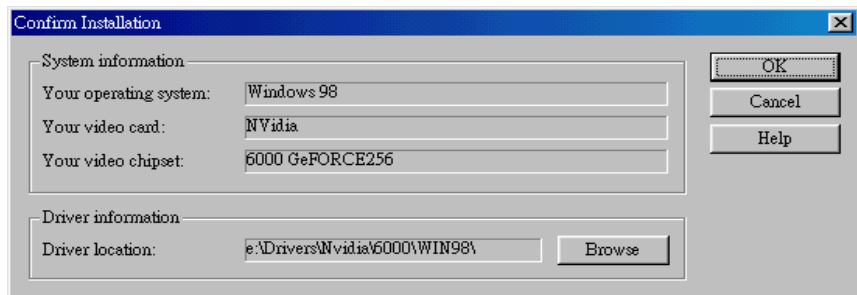 Confirm Installation
System information
Your operating system: Windows 98
Your video card: NVidia
Your video chipset: 6000 GeFORCE256
Driver information
Driver location: e:\Drivers\Nvidia\6000\WIN98\ Browse
OK
Cancel
Help